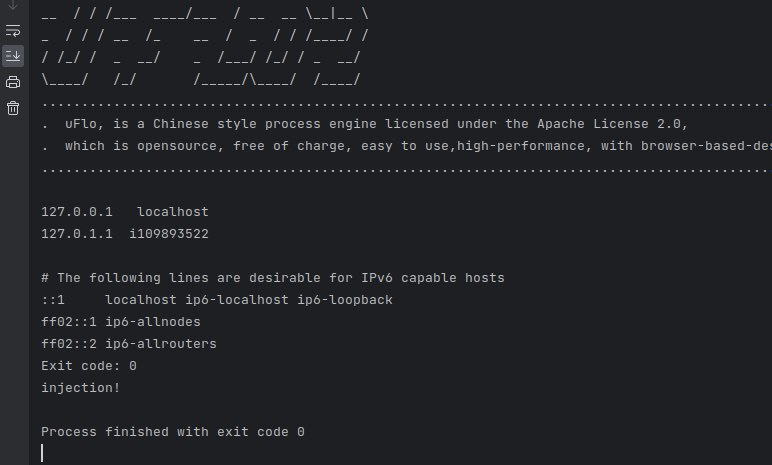 __  / / /___  ____/___  / __  __ \__|__ \
_  / / / __  /_    __  /  _  / / /____/ /
/ /_/ /  _  __/    _  /___/ /_/ / _  __/
\____/   /_/       /_____/\____/  /____/
...........................................................................................
.  uFlo, is a Chinese style process engine licensed under the Apache License 2.0,
.  which is opensource, free of charge, easy to use,high-performance, with browser-based-des
...........................................................................................
127.0.0.1   localhost
127.0.1.1  i109893522
# The following lines are desirable for IPv6 capable hosts
::1     localhost ip6-localhost ip6-loopback
ff02::1 ip6-allnodes
ff02::2 ip6-allrouters
Exit code: 0
injection!
Process finished with exit code 0